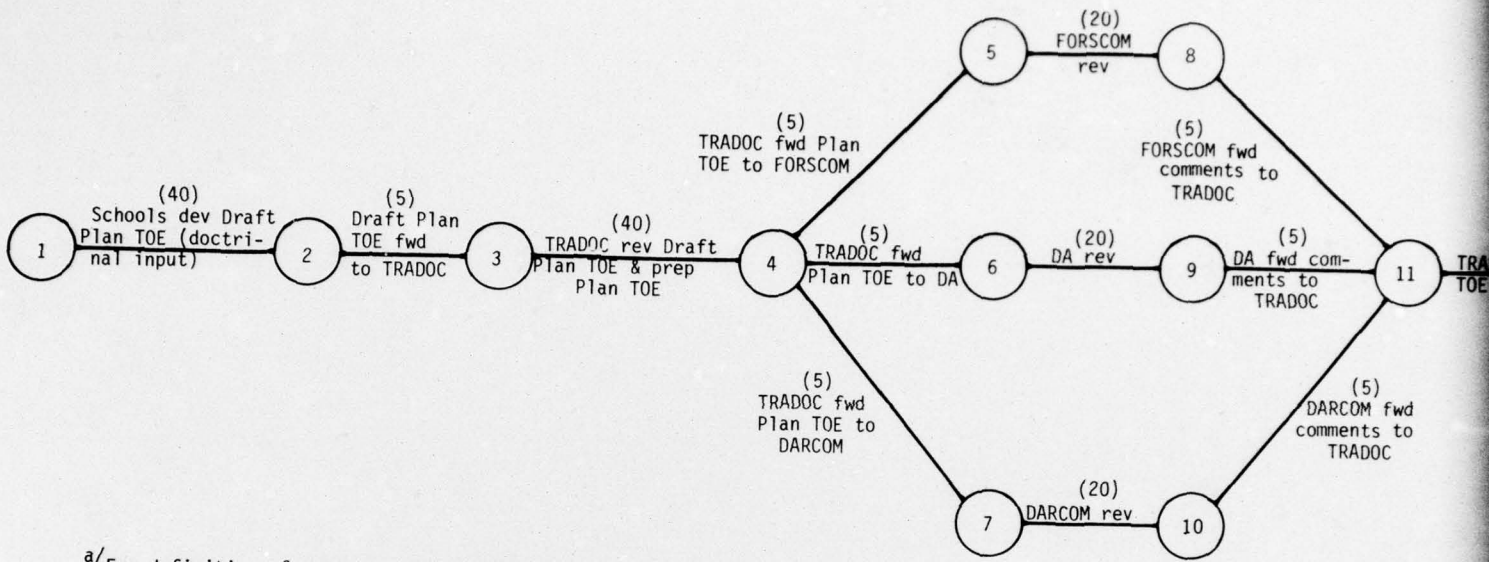 (20)
FORSCOM
rev
5
8
(5)
TRADOC fwd Plan
TOE to FORSCOM
(5)
FORSCOM fwd
comments to
TRADOC
(40)
Schools dev Draft
Plan TOE (doctri-
nal input)
(5)
Draft Plan
TOE fwd
to TRADOC
(40)
TRADOC rev Draft
Plan TOE & prep
Plan TOE
(5)
TRADOC fwd
Plan TOE to DA
(20)
DA rev
(5)
DA fwd com-
ments to
TRADOC
1
2
3
4
6
9
11
TRA
TOE
(5)
TRADOC fwd
Plan TOE to
DARCOM
(5)
DARCOM fwd
comments to
TRADOC
(20)
DARCOM rev
7
10
a/